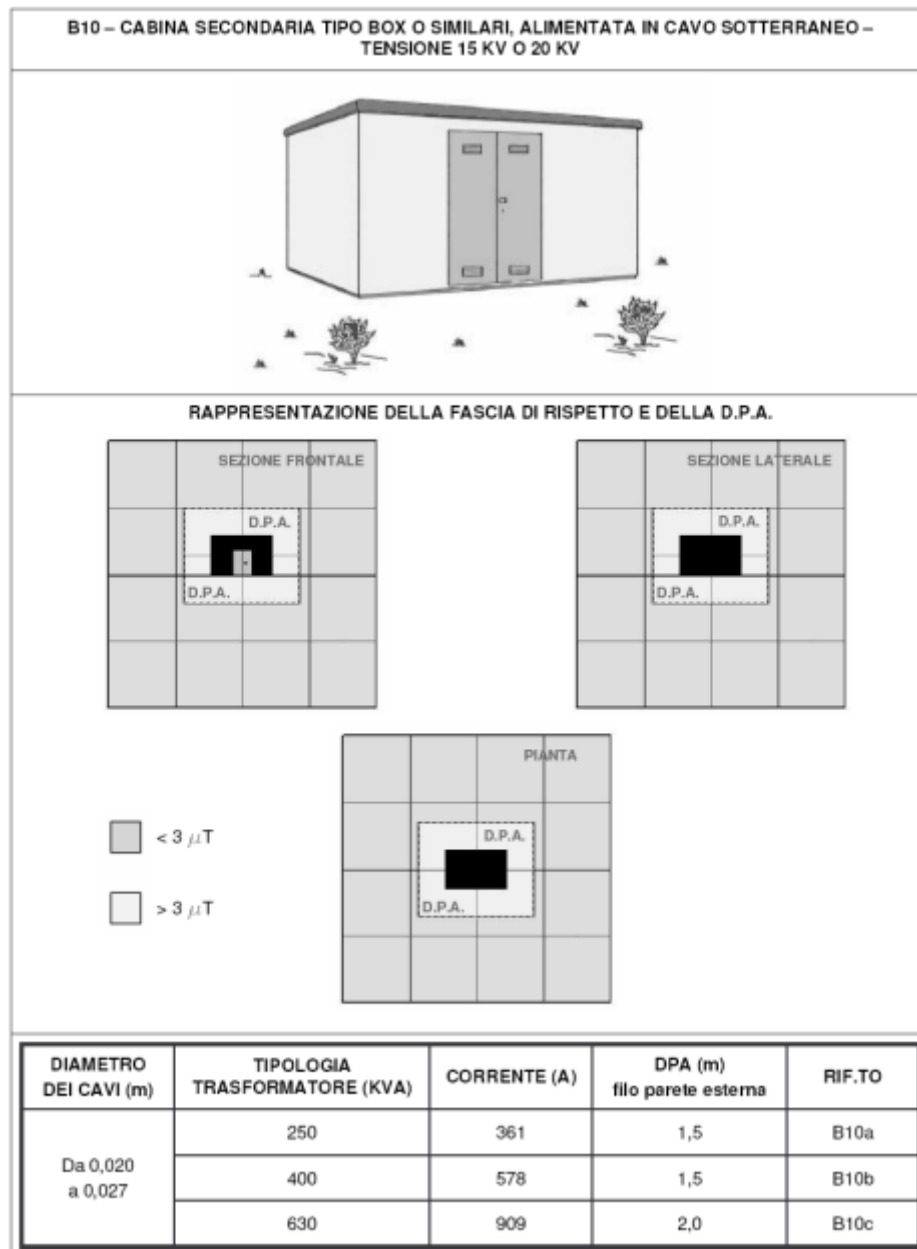 B10 – CABINA SECONDARIA TIPO BOX O SIMILARI, ALIMENTATA IN CAVO SOTTERRANEO –
TENSIONE 15 KV O 20 KV
RAPPRESENTAZIONE DELLA FASCIA DI RISPETTO E DELLA D.P.A.
SEZIONE FRONTALE
D.P.A.
D.P.A.
SEZIONE LATERALE
D.P.A.
D.P.A.
PIANTA
D.P.A.
D.P.A.
< 3 μT
> 3 μT
DIAMETRO
DEI CAVI (m)
TIPOLOGIA
TRASFORMATORE (KVA)
CORRENTE (A)
DPA (m)
filo parete esterna
RIF.TO
Da 0,020
a 0,027
250 361 1,5 B10a
400 578 1,5 B10b
630 909 2,0 B10c